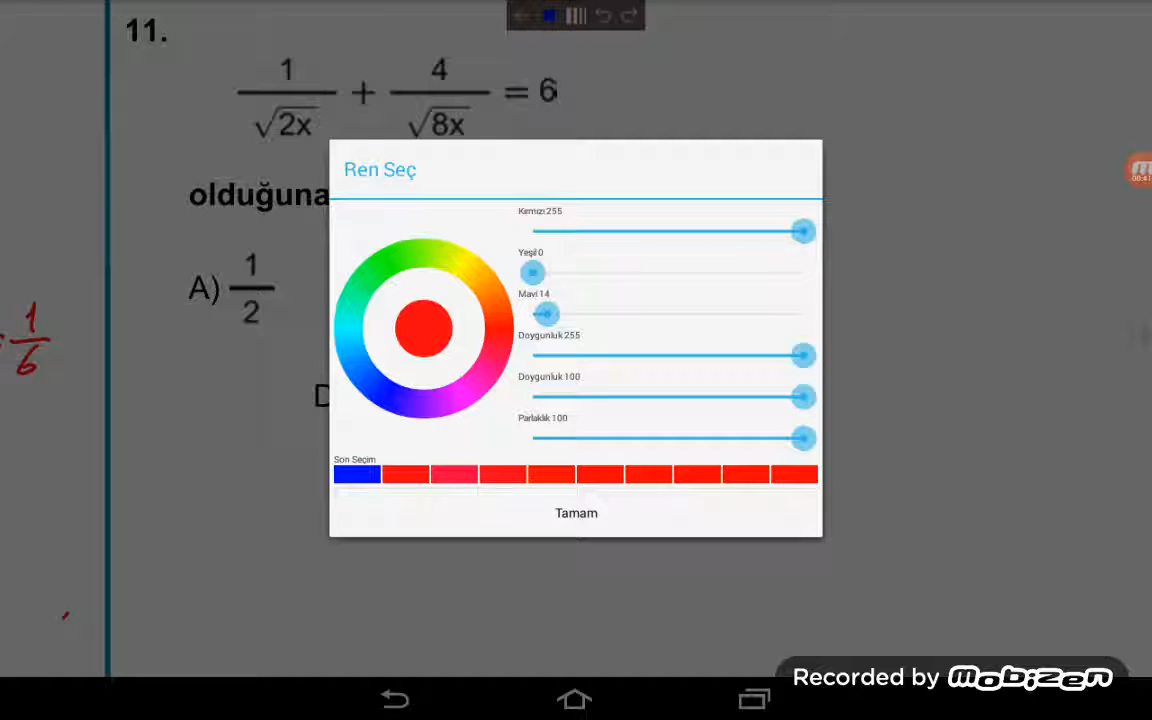 11.
1/√2x + 4/√8x = 6
olduğuna
A) 1/2
D
1/6
Ren Seç
Kırmızı 255
Yeşil 0
Mavi 14
Doygunluk 255
Doygunluk 100
Parlaklık 100
Son Seçim
Tamam
Recorded by Mobizen